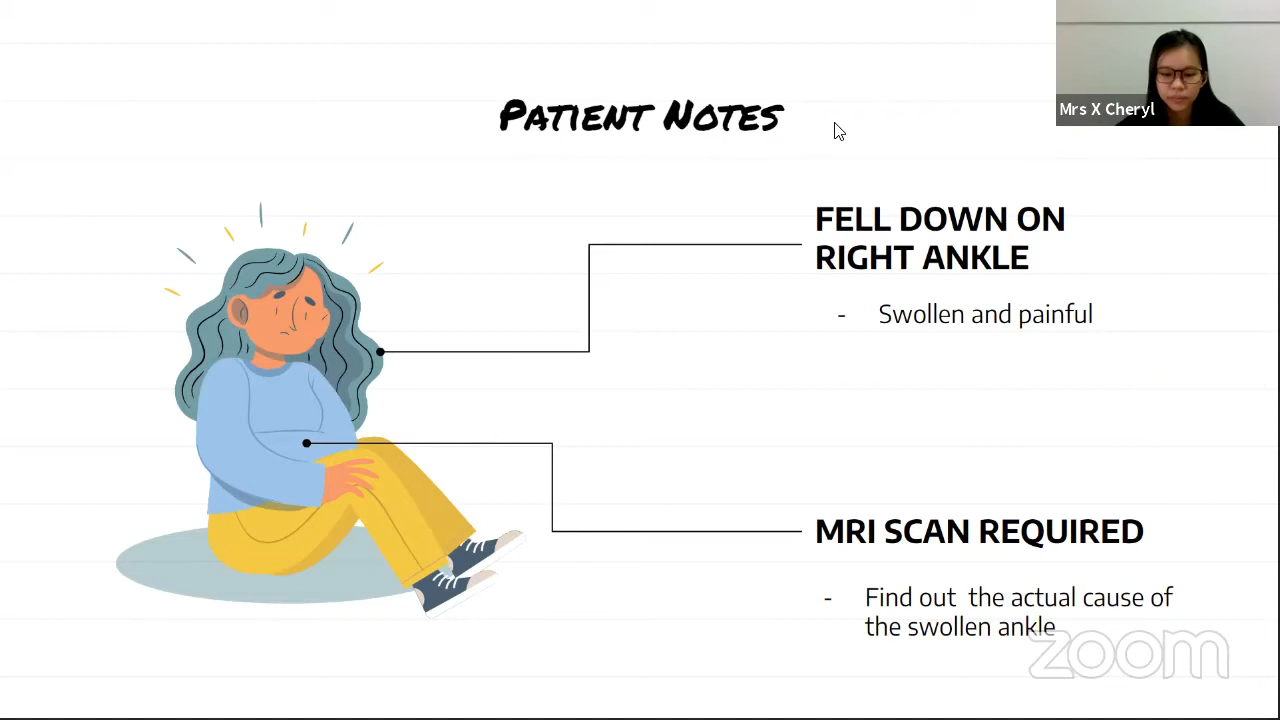 Patient Notes
Mrs X Cheryl
FELL DOWN ON
RIGHT ANKLE
- Swollen and painful
MRI SCAN REQUIRED
- Find out the actual cause of
the swollen ankle
zoom